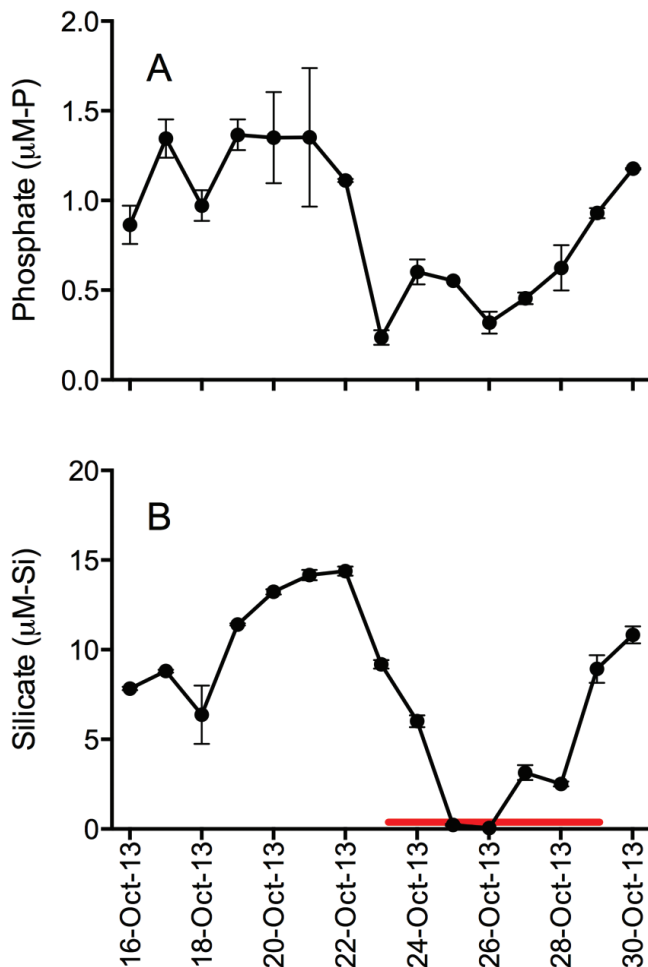 A
Phosphate (μM-P)
2.0
1.5
1.0
0.5
0.0
B
Silicate (μM-Si)
20
15
10
5
0
16-Oct-13
18-Oct-13
20-Oct-13
22-Oct-13
24-Oct-13
26-Oct-13
28-Oct-13
30-Oct-13